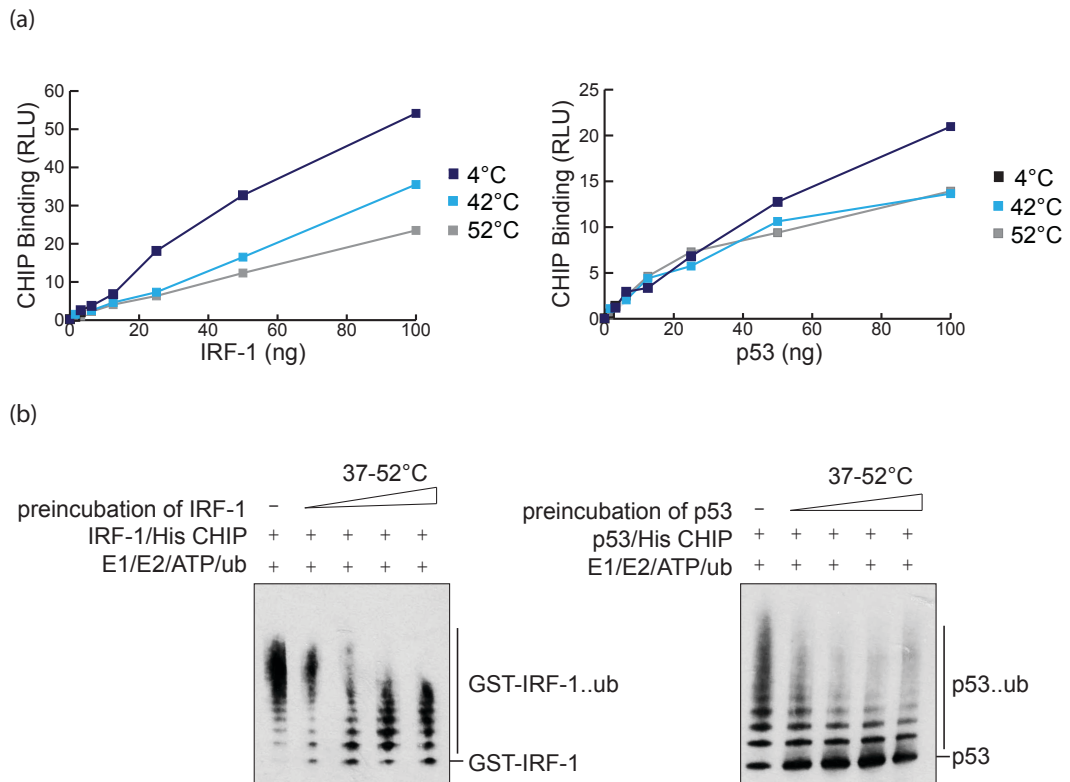 (a)
60
50
40
30
20
10
0
CHIP Binding (RLU)
0 20 40 60 80 100
IRF-1 (ng)
4°C
42°C
52°C
25
20
15
10
5
0
CHIP Binding (RLU)
0 20 40 60 80 100
p53 (ng)
4°C
42°C
52°C
(b)
37-52°C
preincubation of IRF-1 –
IRF-1/His CHIP + + + + +
E1/E2/ATP/ub + + + + +
GST-IRF-1..ub
GST-IRF-1
37-52°C
preincubation of p53 –
p53/His CHIP + + + + +
E1/E2/ATP/ub + + + + +
p53..ub
p53